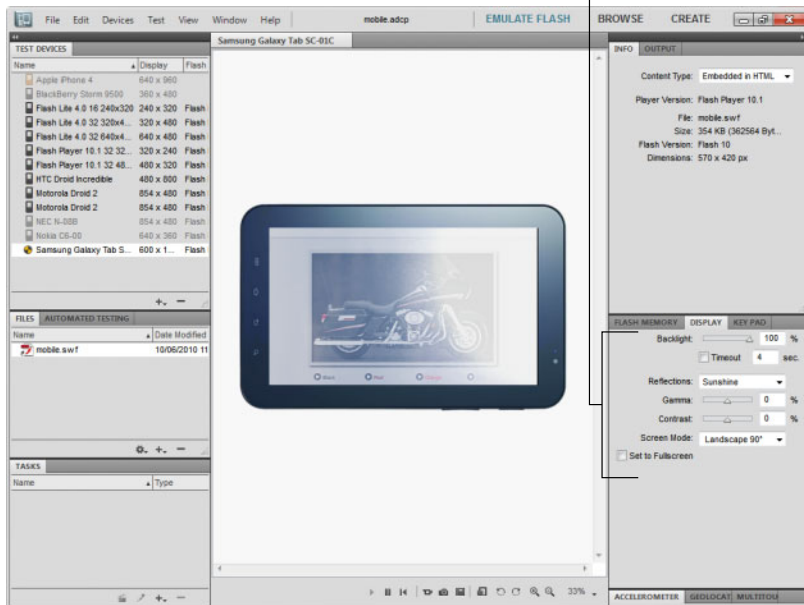 File Edit Devices Test View Window Help mobile.adcp EMULATE FLASH BROWSE CREATE
TEST DEVICES
Name Display Flash
Apple iPhone 4 640 x 960
BlackBerry Storm 9500 360 x 480
Flash Lite 4.0 16 240x320 240 x 320 Flash
Flash Lite 4.0 32 320x4... 320 x 480 Flash
Flash Lite 4.0 32 640x4... 640 x 480 Flash
Flash Player 10.1 32 32... 320 x 240 Flash
Flash Player 10.1 32 48... 480 x 320 Flash
HTC Droid Incredible 480 x 800 Flash
Motorola Droid 2 854 x 480 Flash
Motorola Droid 2 854 x 480 Flash
NEC N-08B 854 x 480 Flash
Nokia C6-00 640 x 360 Flash
Samsung Galaxy Tab S... 600 x 1... Flash
FILES AUTOMATED TESTING
Name Date Modified
mobile.swf 10/06/2010 11
TASKS
Name Type
Samsung Galaxy Tab SC-01C
33%
INFO OUTPUT
Content Type: Embedded in HTML
Player Version: Flash Player 10.1
File: mobile.swf
Size: 354 KB (362564 Byt...
Flash Version: Flash 10
Dimensions: 570 x 420 px
FLASH MEMORY DISPLAY KEY PAD
Backlight: 100 %
Timeout 4 sec.
Reflections: Sunshine
Gamma: 0 %
Contrast: 0 %
Screen Mode: Landscape 90°
Set to Fullscreen
ACCELEROMETER GEOLOCAT MULTITOU